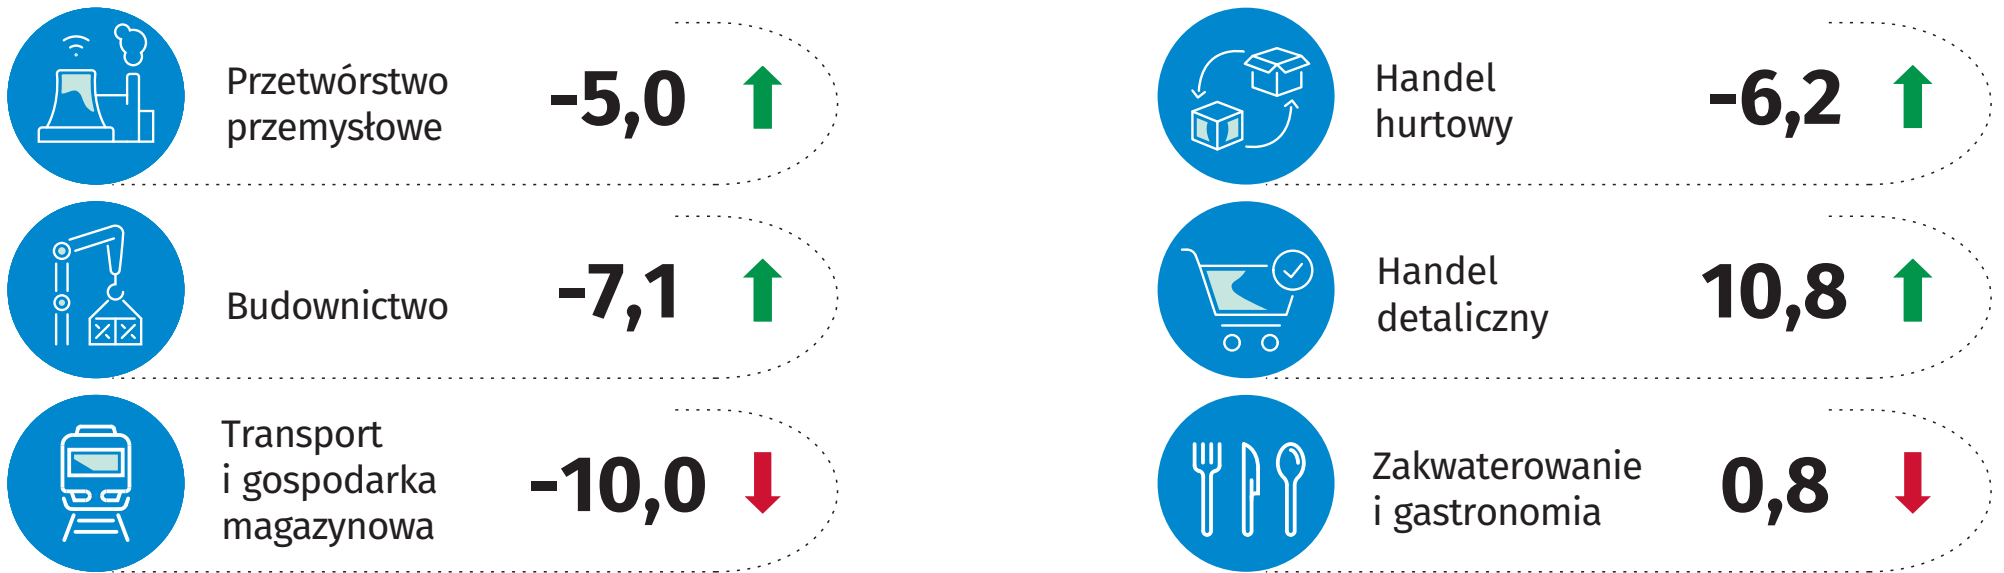 Przetwórstwo
przemysłowe
-5,0
Budownictwo
-7,1
Transport
i gospodarka
magazynowa
-10,0
Handel
hurtowy
-6,2
Handel
detaliczny
10,8
Zakwaterowanie
i gastronomia
0,8